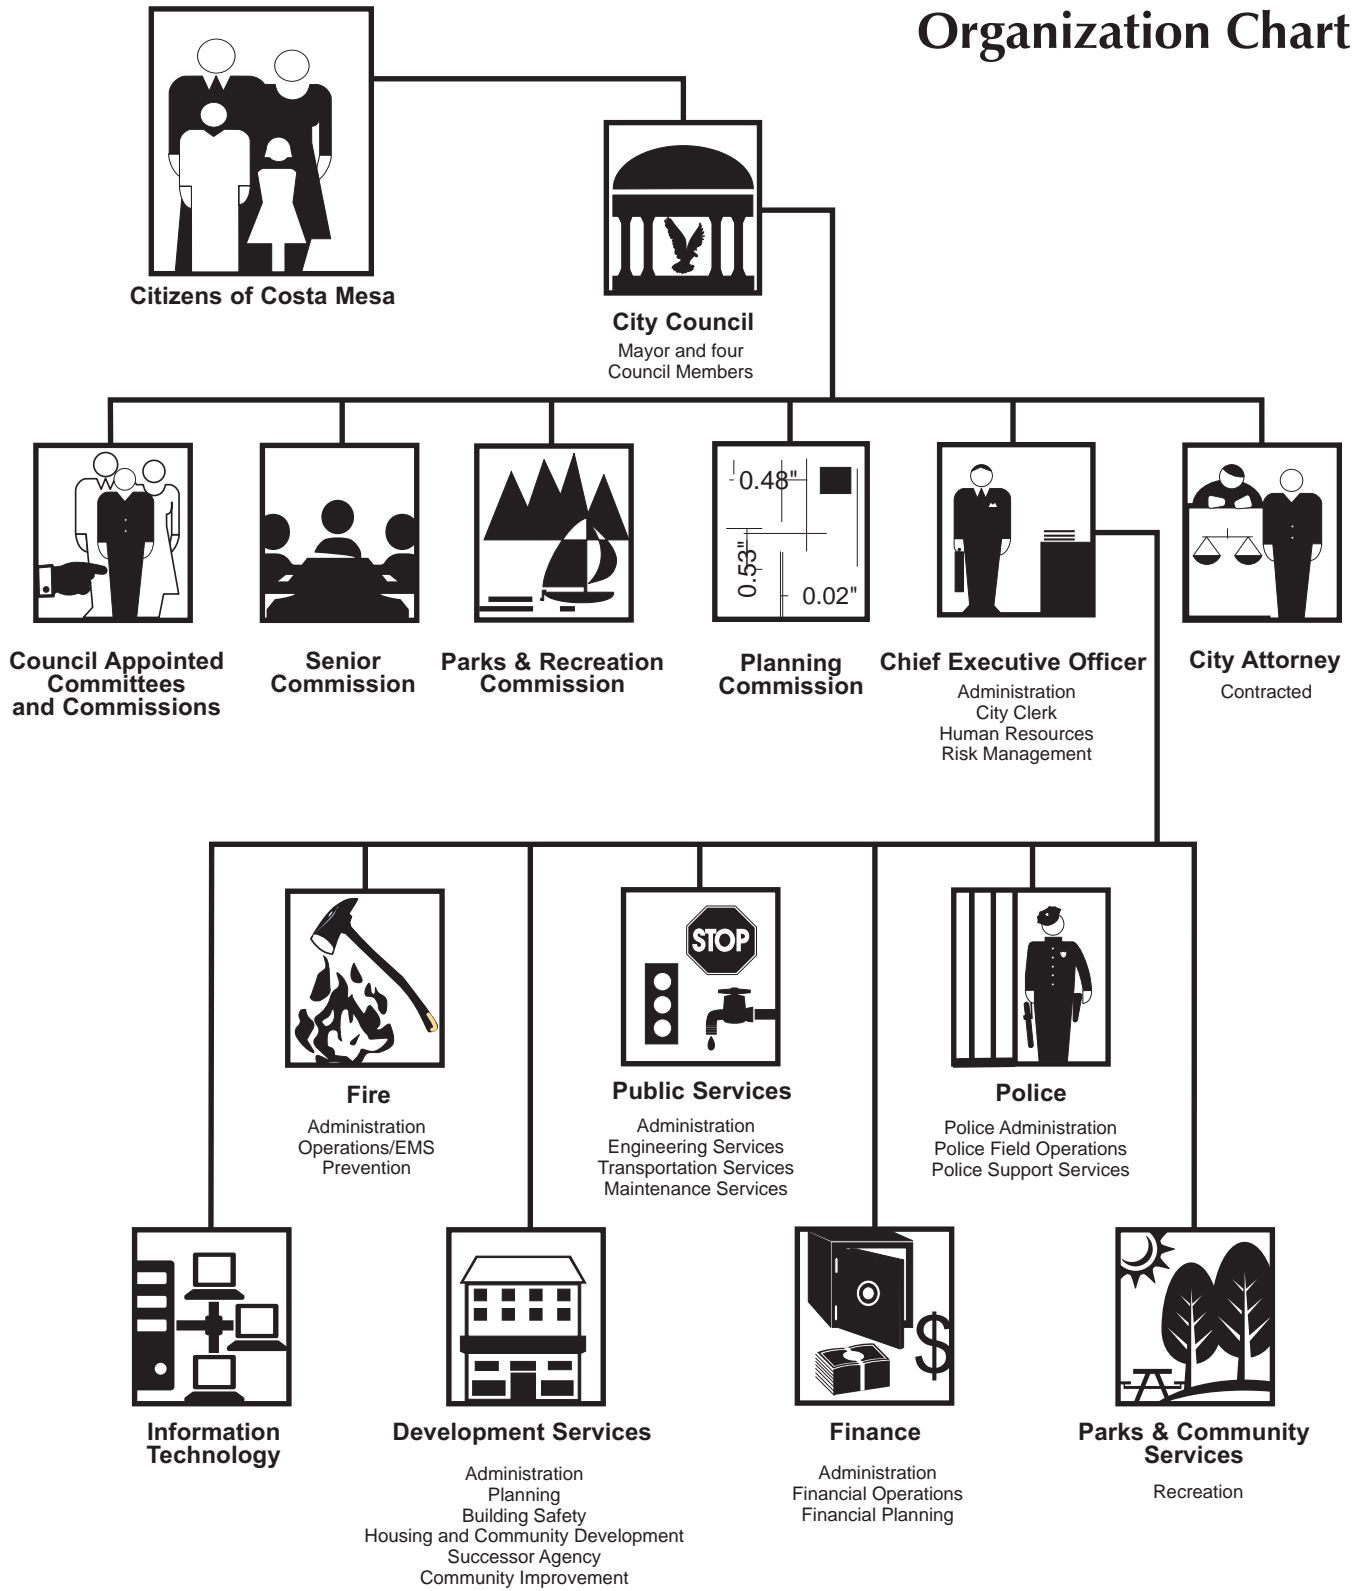 Organization Chart
Citizens of Costa Mesa
City Council
Mayor and four
Council Members
0.48"
0.53"
0.02"
Council Appointed
Committees
and Commissions
Senior
Commission
Parks & Recreation
Commission
Planning
Commission
Chief Executive Officer
Administration
City Clerk
Human Resources
Risk Management
City Attorney
Contracted
STOP
Fire
Administration
Operations/EMS
Prevention
Public Services
Administration
Engineering Services
Transportation Services
Maintenance Services
Police
Police Administration
Police Field Operations
Police Support Services
$
Information
Technology
Development Services
Administration
Planning
Building Safety
Housing and Community Development
Successor Agency
Community Improvement
Finance
Administration
Financial Operations
Financial Planning
Parks & Community
Services
Recreation